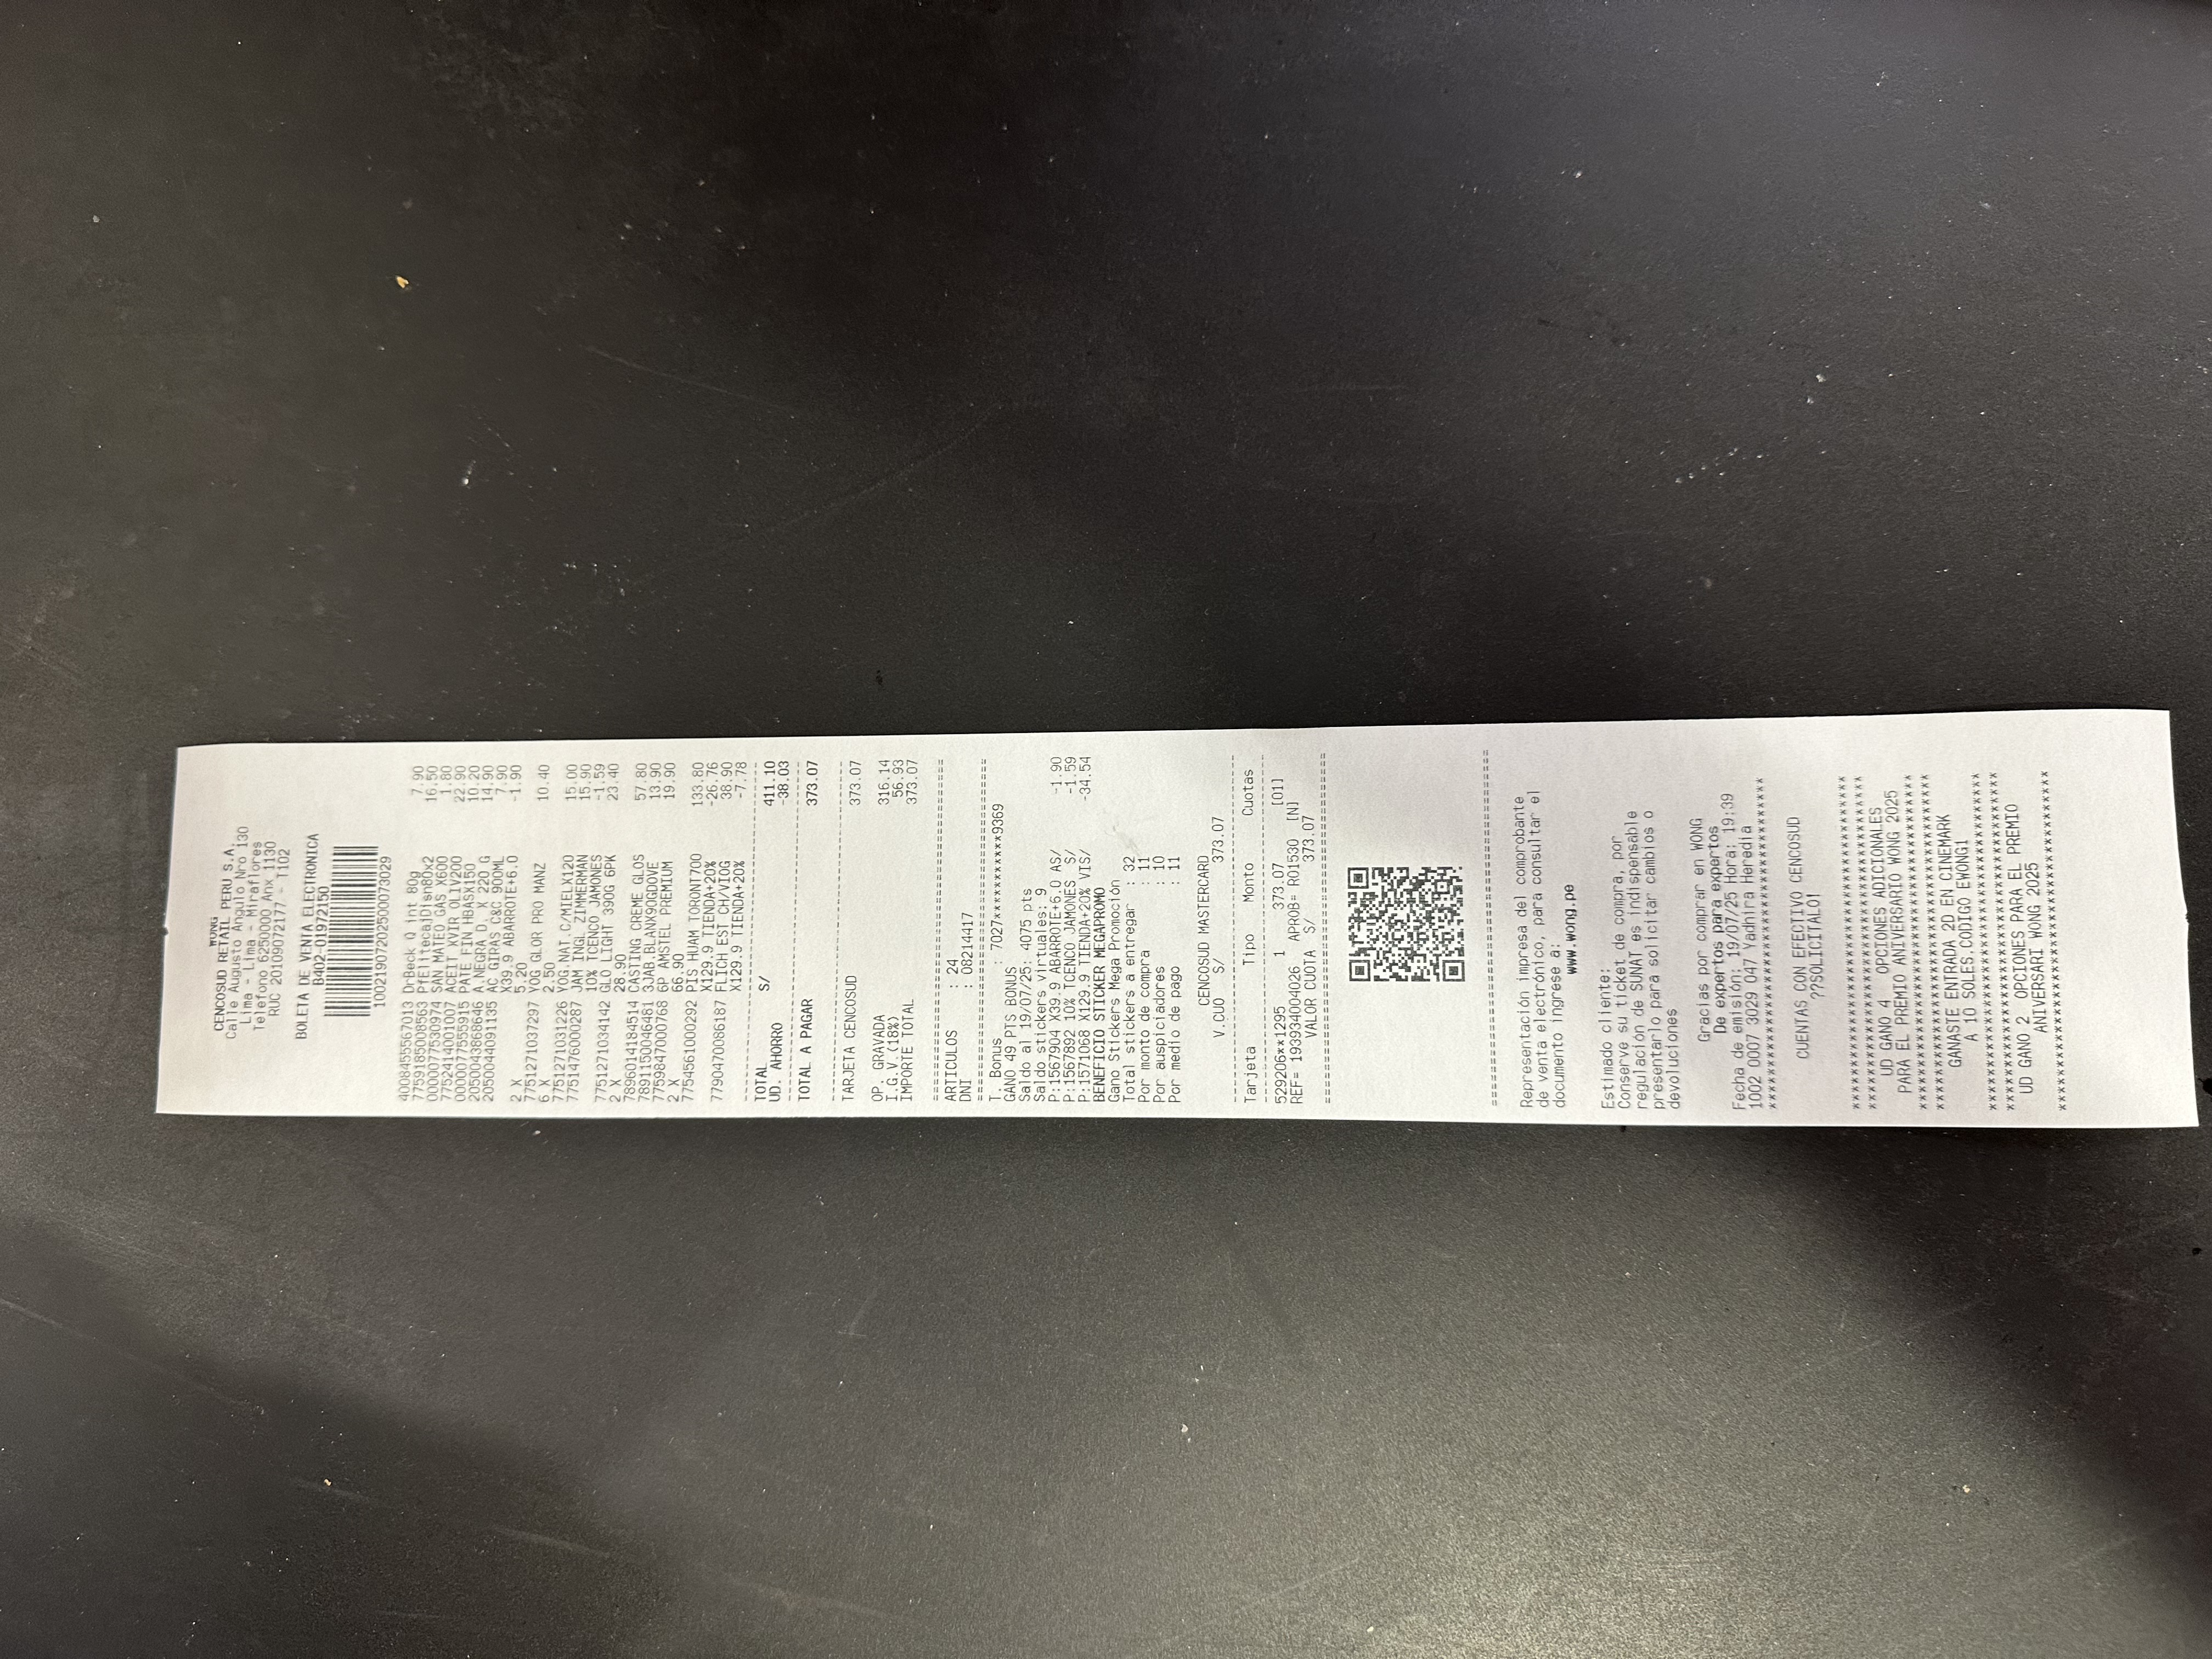 WONG
CENCOSUD RETAIL PERU S.A.
Calle Augusto Angulo Nro 130
Lima - Lima - Miraflores
Telefono 6250000 Anx 1130
RUC 20109072177 - T102
BOLETA DE VENTA ELECTRONICA
B402-01972150
10021907202500073029
4008455567013 DrBeck Q int 80g 7.90
7759185008563 PfElitecajDisn80x2 16.50
0000077530974 SAN MATEO GAS X600 1.80
7752414001007 ACEIT XVIR OLIV200 22.90
0000077555915 PATE FIN HBASX150 10.20
2050043868646 A.NEGRA D. X 220 G 14.90
2050044091135 AC GIRAS C&C 900ML 7.90
X39.9 ABARROTE+6.0 -1.90
2 X 5.20
7751271037297 YOG GLOR PRO MANZ 10.40
6 X 2.50
7751271031226 YOG.NAT.C/MIELX120 15.00
7751476000287 JAM INGL ZIMMERMAN 15.90
10% TCENCO JAMONES -1.59
7751271034142 GLO LIGHT 390G 6PK 23.40
2 X 28.90
7896014184514 CASTING CREME GLOS 57.80
7891150046481 3JAB.BLANX90GDOVE 13.90
7759847000768 6P AMSTEL PREMIUM 19.90
2 X 66.90
7754561000292 PIS HUAM TORONT700 133.80
X129.9 TIENDA+20% -26.76
7790470086187 FLICH EST CH/VIOG 38.90
X129.9 TIENDA+20% -7.78
TOTAL S/ 411.10
UD. AHORRO -38.03
TOTAL A PAGAR 373.07
TARJETA CENCOSUD 373.07
OP. GRAVADA 316.14
I.G.V.(18%) 56.93
IMPORTE TOTAL 373.07
ARTICULOS : 24
DNI : 08214417
T. Bonus : 7027***********9369
GANO 49 PTS BONUS
Saldo al 19/07/25: 4075 pts
Saldo stickers virtuales: 9
P:1567904 X39.9 ABARROTE+6.0 AS/ -1.90
P:1567892 10% TCENCO JAMONES S/ -1.59
P:1571068 X129.9 TIENDA+20% VIS/ -34.54
BENEFICIO STICKER MEGAPROMO
Gano Stickers Mega Promoción
Total stickers a entregar : 32
Por monto de compra : 11
Por auspiciadores : 10
Por medio de pago : 11
CENCOSUD MASTERCARD
V.CUO S/ 373.07
Tarjeta Tipo Monto Cuotas
529206**1295 1 373.07 [01]
REF= 193934004026 APROB= R01530 [N]
VALOR CUOTA S/ 373.07
Representación impresa del comprobante
de venta electrónico, para consultar el
documento ingrese a:
www.wong.pe
Estimado cliente:
Conserve su ticket de compra, por
regulación de SUNAT es indispensable
presentarlo para solicitar cambios o
devoluciones
Gracias por comprar en WONG
De expertos para expertos
Fecha de emisión: 19/07/25 Hora: 19:39
1002 0007 3029 047 Yadhira Heredia
***************************************
CUENTAS CON EFECTIVO CENCOSUD
??SOLICITALO!
***************************************
***************************************
UD GANO 4 OPCIONES ADICIONALES
PARA EL PREMIO ANIVERSARIO WONG 2025
***************************************
***************************************
GANASTE ENTRADA 2D EN CINEMARK
A 10 SOLES.CODIGO EWONG1
***************************************
***************************************
UD GANO 2 OPCIONES PARA EL PREMIO
ANIVERSARI WONG 2025
***************************************